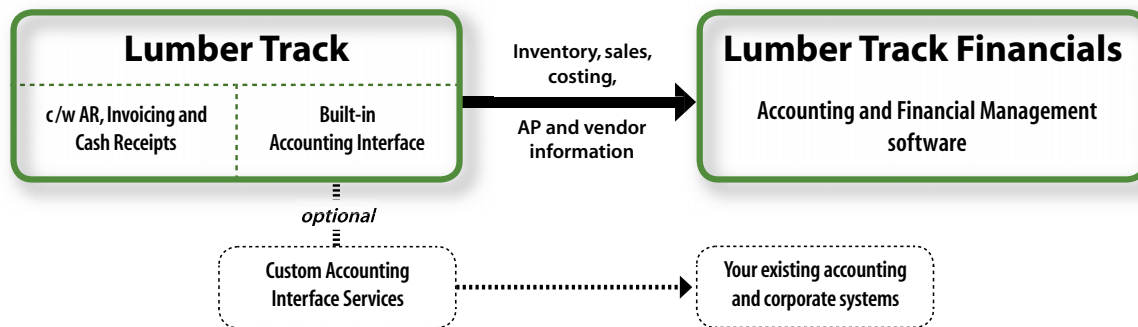 Lumber Track
c/w AR, Invoicing and
Cash Receipts
Built-in
Accounting Interface
Inventory, sales,
costing,
AP and vendor
information
Lumber Track Financials
Accounting and Financial Management
software
optional
Custom Accounting
Interface Services
Your existing accounting
and corporate systems